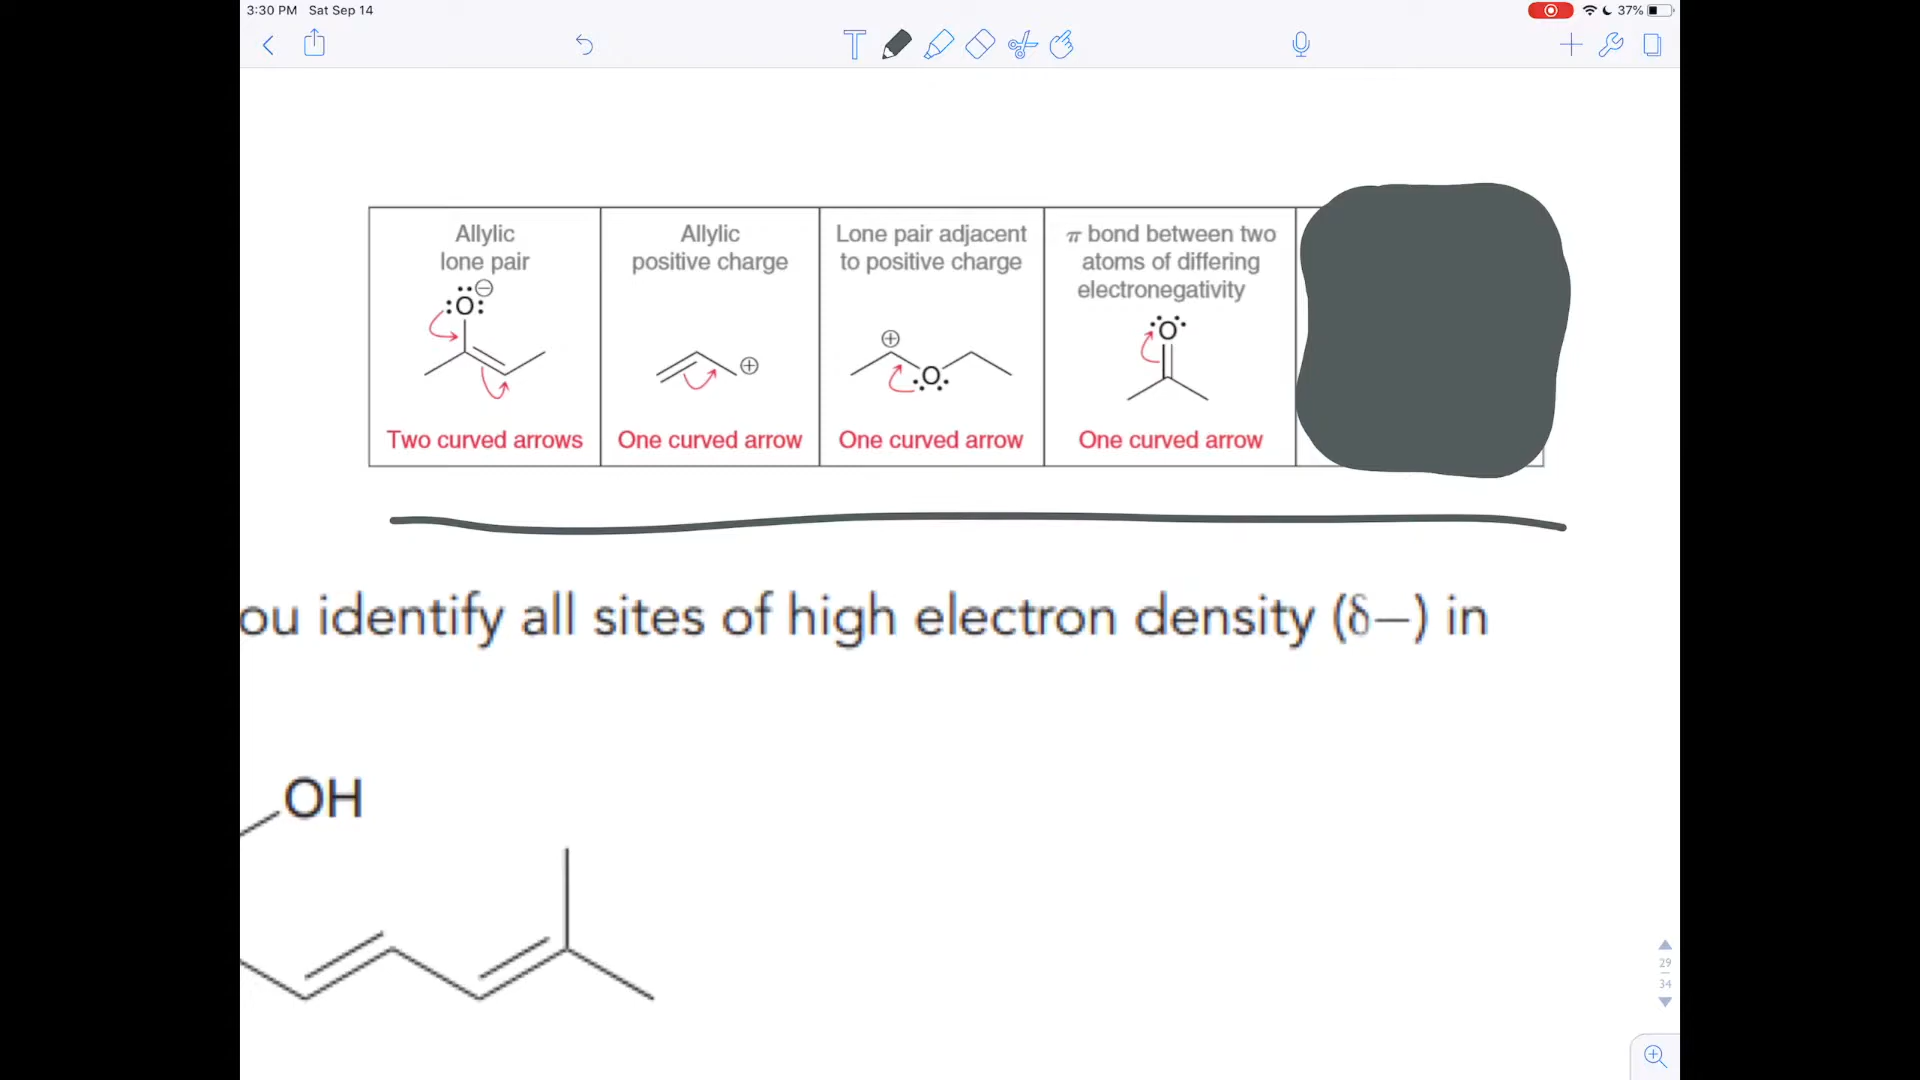 3:30 PM Sat Sep 14
37%
T
Allylic
lone pair
:O:
Two curved arrows
Allylic
positive charge
One curved arrow
Lone pair adjacent
to positive charge
O
One curved arrow
π bond between two
atoms of differing
electronegativity
O
One curved arrow
ou identify all sites of high electron density (δ−) in
OH
29
34